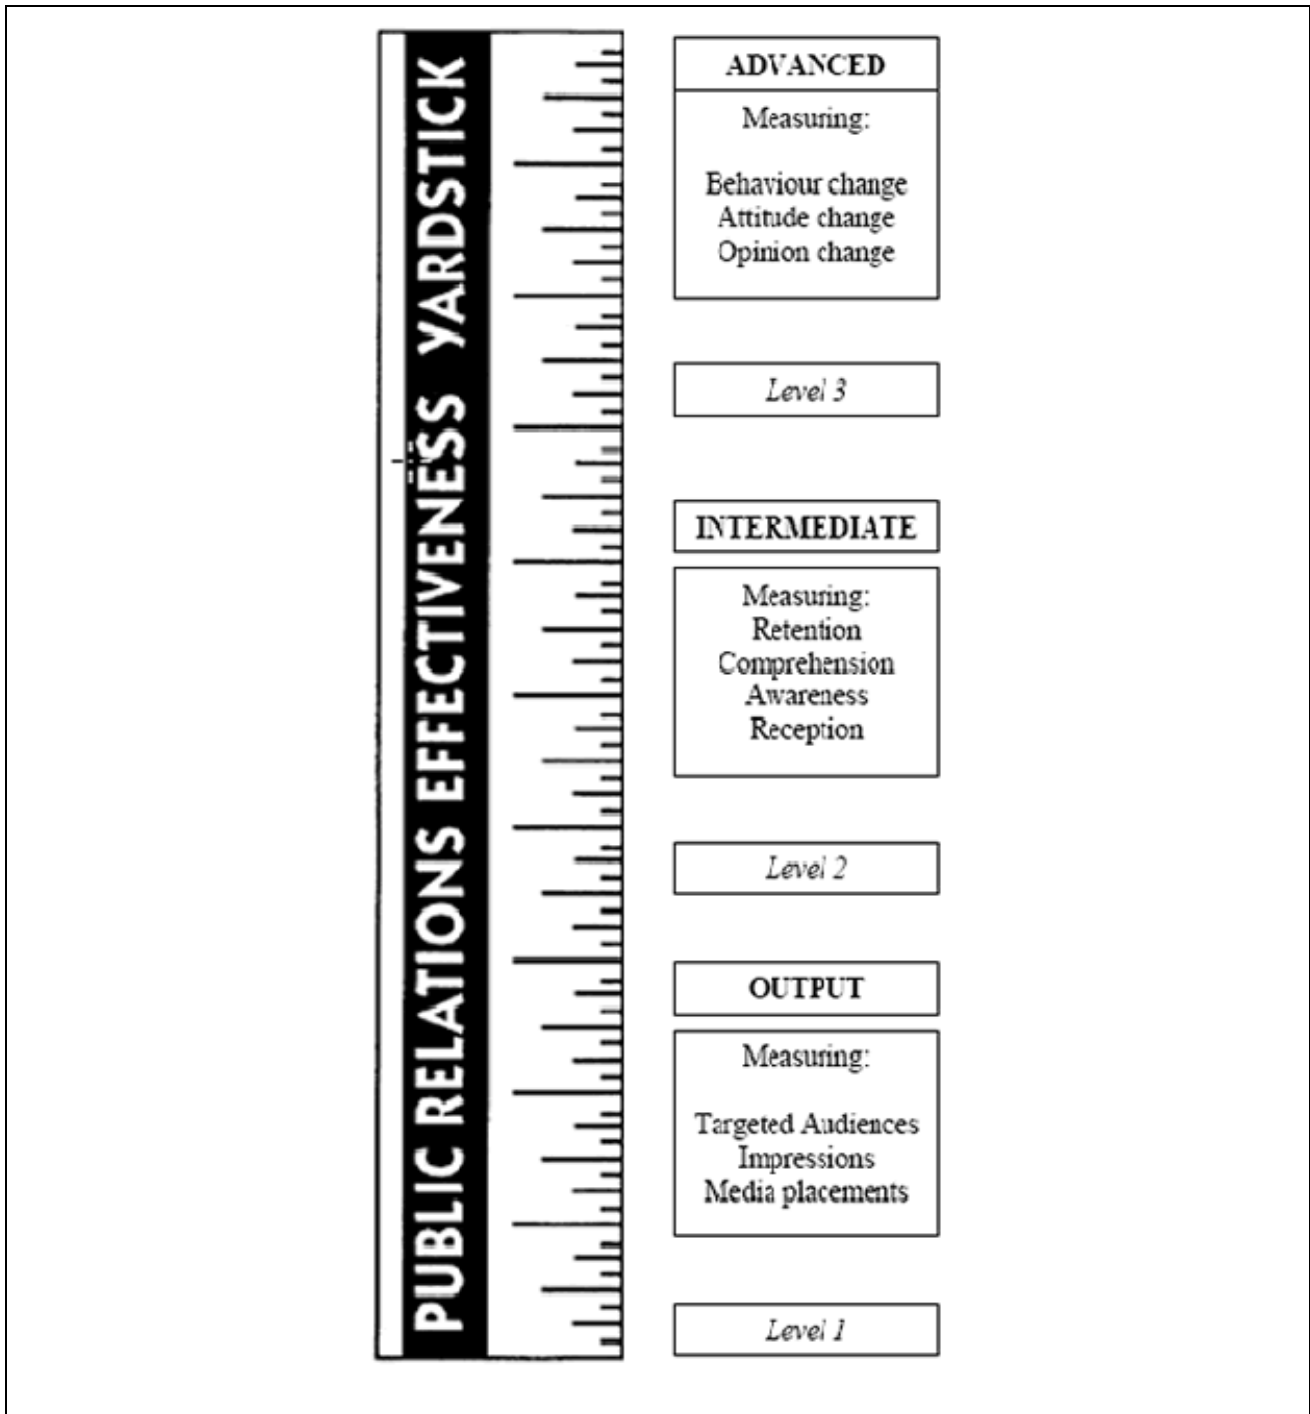 PUBLIC RELATIONS EFFECTIVENESS YARDSTICK
ADVANCED
Measuring:
Behaviour change
Attitude change
Opinion change
Level 3
INTERMEDIATE
Measuring:
Retention
Comprehension
Awareness
Reception
Level 2
OUTPUT
Measuring:
Targeted Audiences
Impressions
Media placements
Level 1